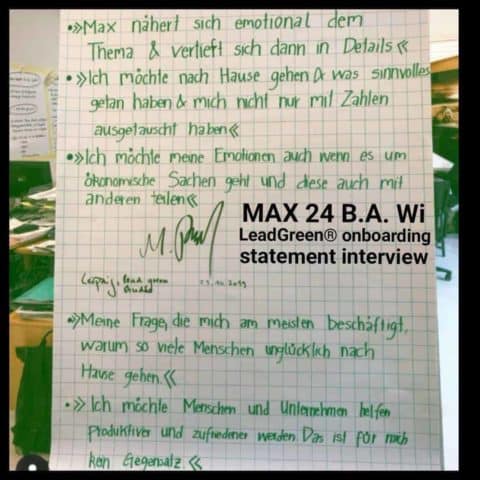 •»Max nähert sich emotional dem
Thema & vertieft sich dann in Details«
•»Ich möchte nach Hause gehen & was sinnvolles
getan haben & mich nicht nur mit Zahlen
ausgetauscht haben«
•»Ich möchte meine Emotionen auch wenn es um
ökonomische Sachen geht und diese auch mit
anderen teilen«
MAX 24 B.A. Wi
LeadGreen® onboarding
statement interview
M.
Leipzig, lead green
•»Meine Frage, die mich am meisten beschäftigt,
warum so viele Menschen unglücklich nach
Hause gehen.«
•»Ich möchte Menschen und Unternehmen helfen
produktiver und zufriedener werden. Das ist für mich
kein Gegensatz.«